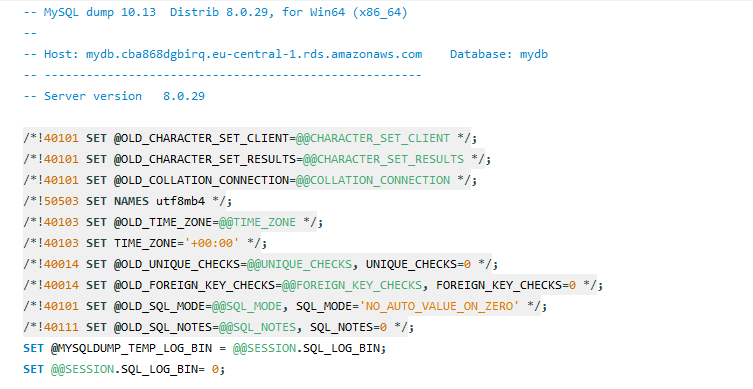 -- MySQL dump 10.13  Distrib 8.0.29, for Win64 (x86_64)
--
-- Host: mydb.cba868dgbirq.eu-central-1.rds.amazonaws.com    Database: mydb
-- ------------------------------------------------------
-- Server version	8.0.29

/*!40101 SET @OLD_CHARACTER_SET_CLIENT=@@CHARACTER_SET_CLIENT */;
/*!40101 SET @OLD_CHARACTER_SET_RESULTS=@@CHARACTER_SET_RESULTS */;
/*!40101 SET @OLD_COLLATION_CONNECTION=@@COLLATION_CONNECTION */;
/*!50503 SET NAMES utf8mb4 */;
/*!40103 SET @OLD_TIME_ZONE=@@TIME_ZONE */;
/*!40103 SET TIME_ZONE='+00:00' */;
/*!40014 SET @OLD_UNIQUE_CHECKS=@@UNIQUE_CHECKS, UNIQUE_CHECKS=0 */;
/*!40014 SET @OLD_FOREIGN_KEY_CHECKS=@@FOREIGN_KEY_CHECKS, FOREIGN_KEY_CHECKS=0 */;
/*!40101 SET @OLD_SQL_MODE=@@SQL_MODE, SQL_MODE='NO_AUTO_VALUE_ON_ZERO' */;
/*!40111 SET @OLD_SQL_NOTES=@@SQL_NOTES, SQL_NOTES=0 */;
SET @MYSQLDUMP_TEMP_LOG_BIN = @@SESSION.SQL_LOG_BIN;
SET @@SESSION.SQL_LOG_BIN= 0;